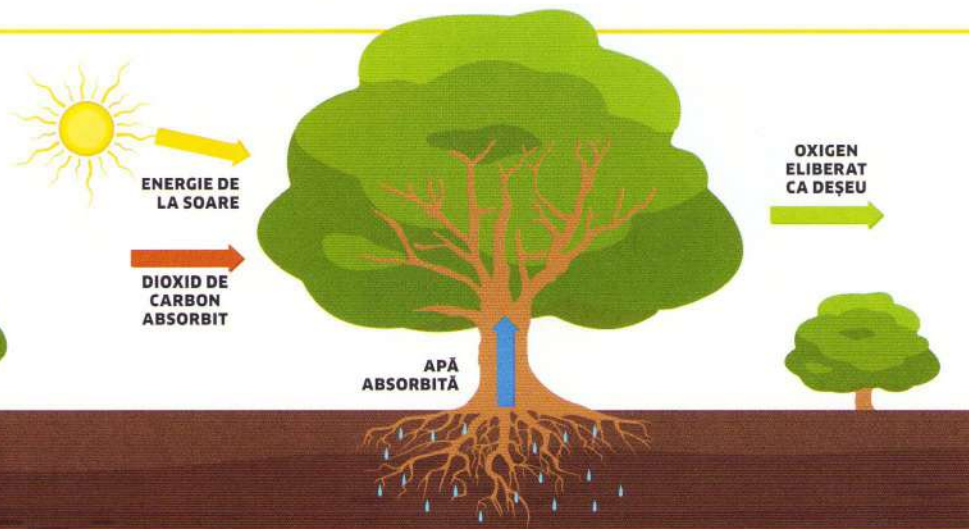 ENERGIE DE
LA SOARE
DIOXID DE
CARBON
ABSORBIT
APĂ
ABSORBITĂ
OXIGEN
ELIBERAT
CA DEȘEU